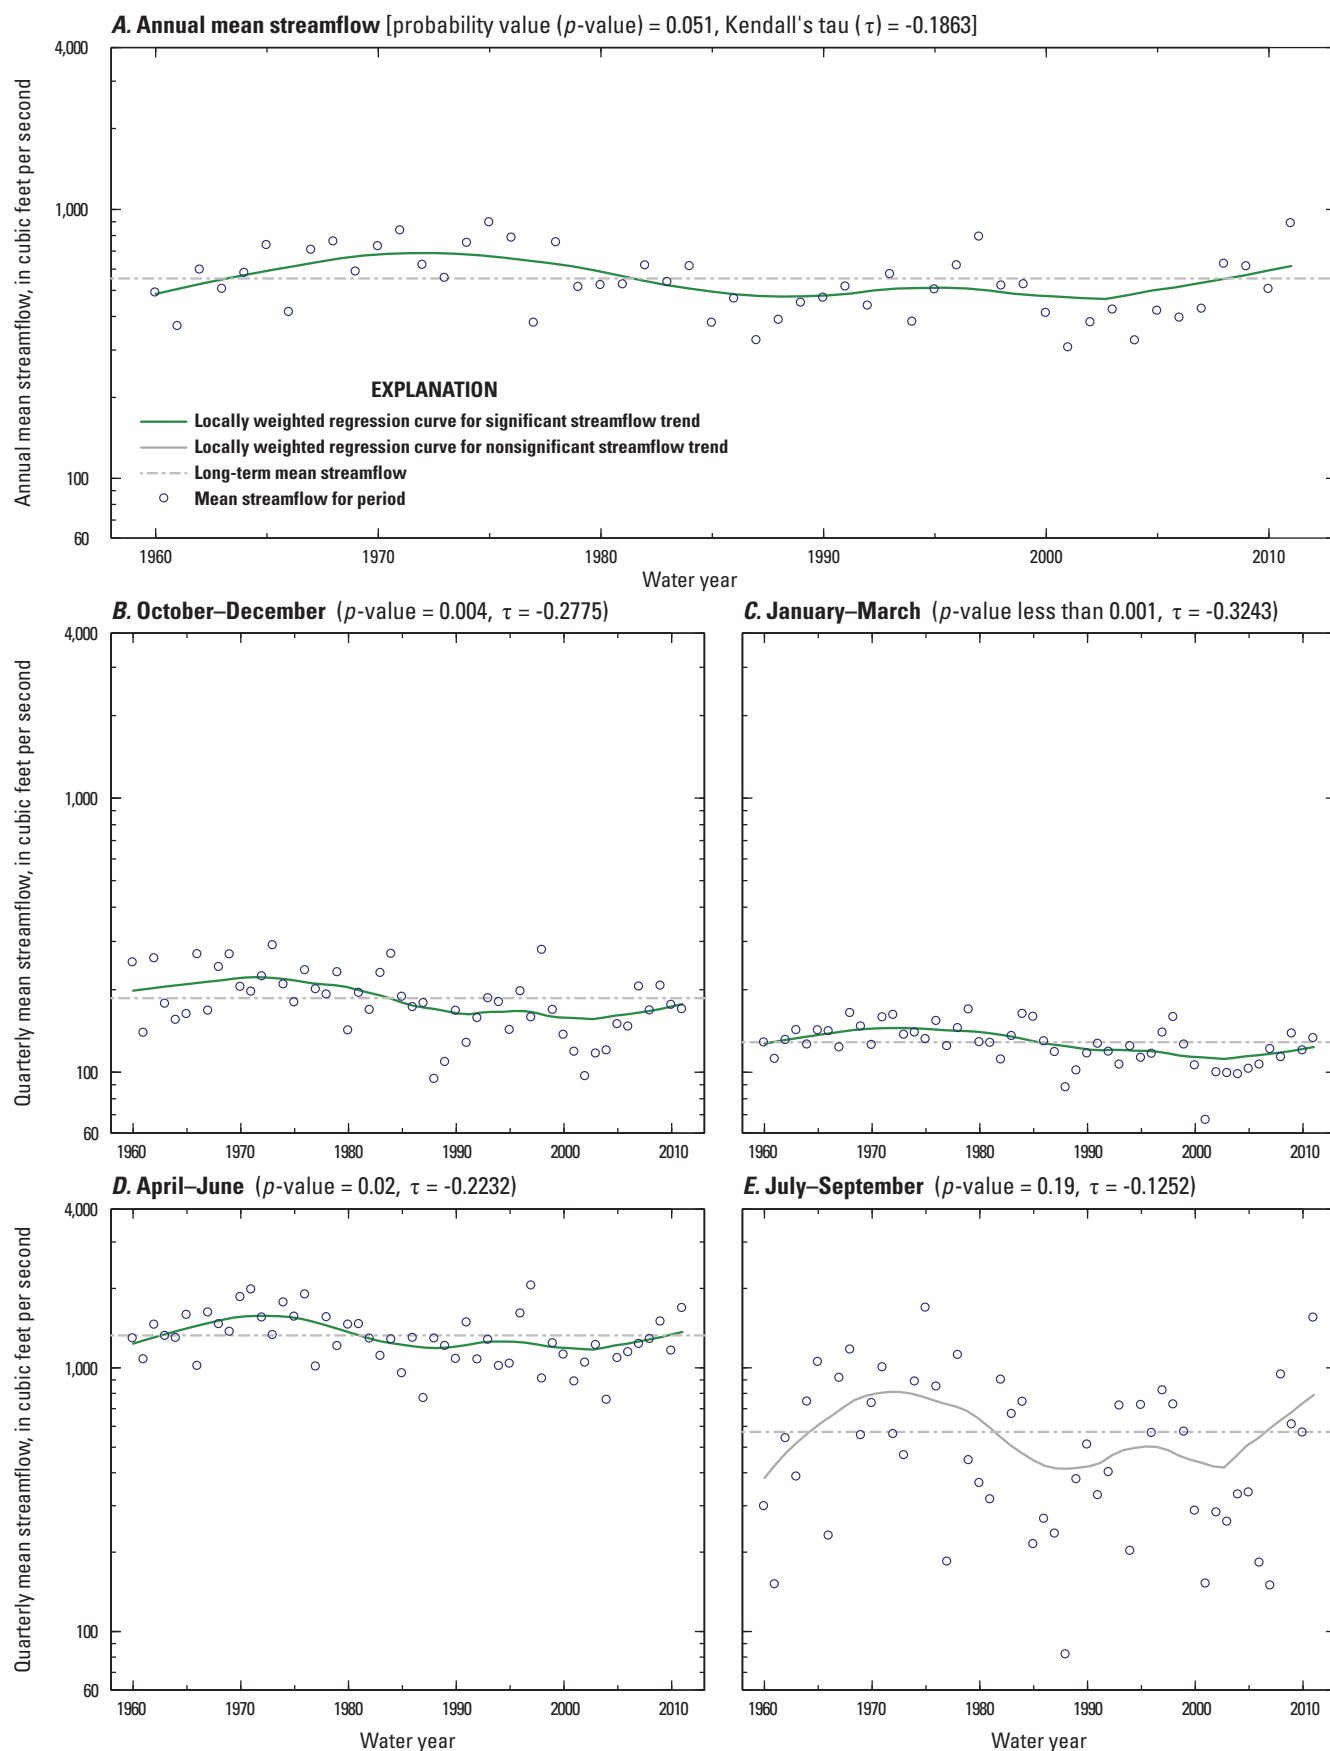 A. Annual mean streamflow [probability value (p-value) = 0.051, Kendall's tau (τ) = -0.1863]
Annual mean streamflow, in cubic feet per second
4,000
1,000
100
60
EXPLANATION
Locally weighted regression curve for significant streamflow trend
Locally weighted regression curve for nonsignificant streamflow trend
Long-term mean streamflow
Mean streamflow for period
1960 1970 1980 1990 2000 2010
Water year
B. October–December (p-value = 0.004, τ = -0.2775)
Quarterly mean streamflow, in cubic feet per second
4,000
1,000
100
60
1960 1970 1980 1990 2000 2010
C. January–March (p-value less than 0.001, τ = -0.3243)
1960 1970 1980 1990 2000 2010
D. April–June (p-value = 0.02, τ = -0.2232)
Quarterly mean streamflow, in cubic feet per second
4,000
1,000
100
60
1960 1970 1980 1990 2000 2010
Water year
E. July–September (p-value = 0.19, τ = -0.1252)
1960 1970 1980 1990 2000 2010
Water year